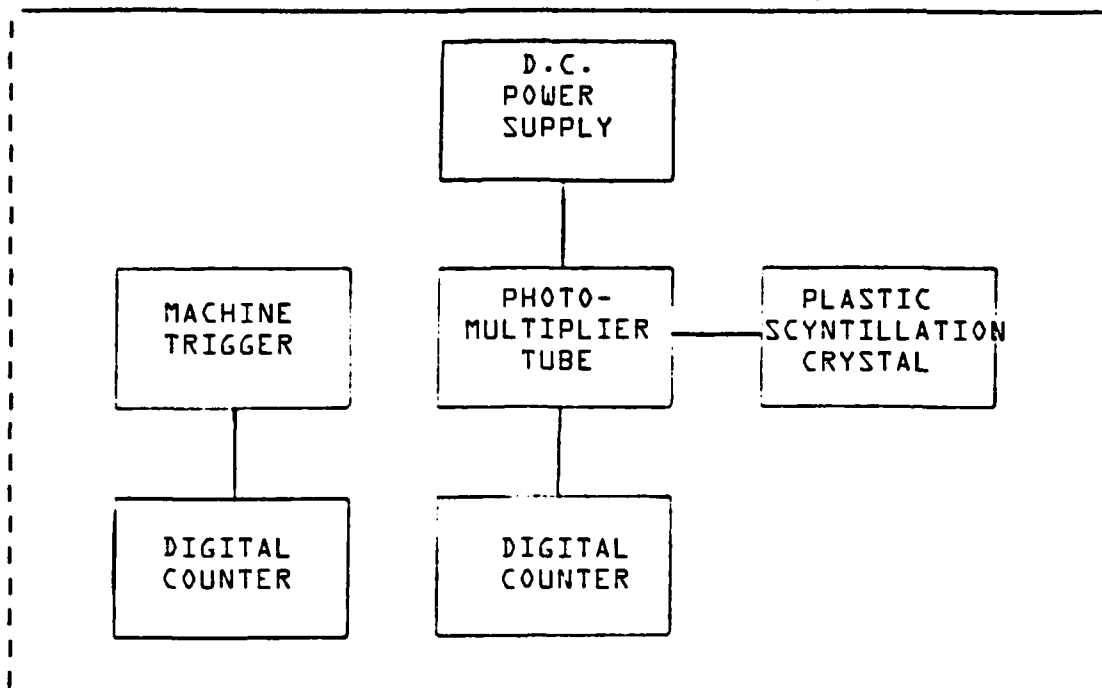 D.C.
POWER
SUPPLY
MACHINE
TRIGGER
PHOTO-
MULTIPLIER
TUBE
PLASTIC
SCYNTILLATION
CRYSTAL
DIGITAL
COUNTER
DIGITAL
COUNTER